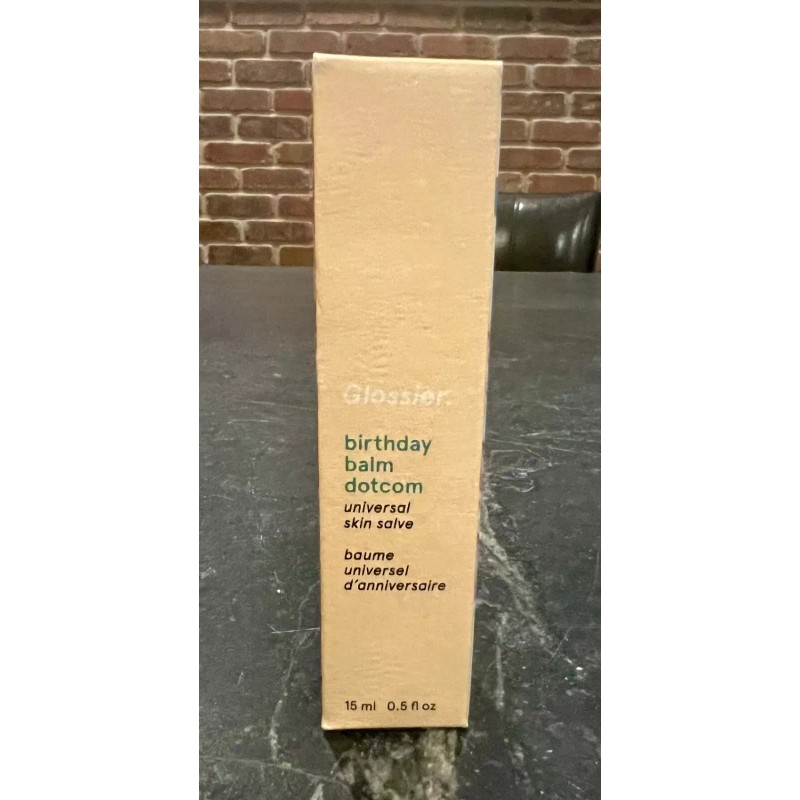 Glossier.
birthday
balm
dotcom
universal
skin salve
baume
universel
d'anniversaire
15 ml 0.5 fl oz